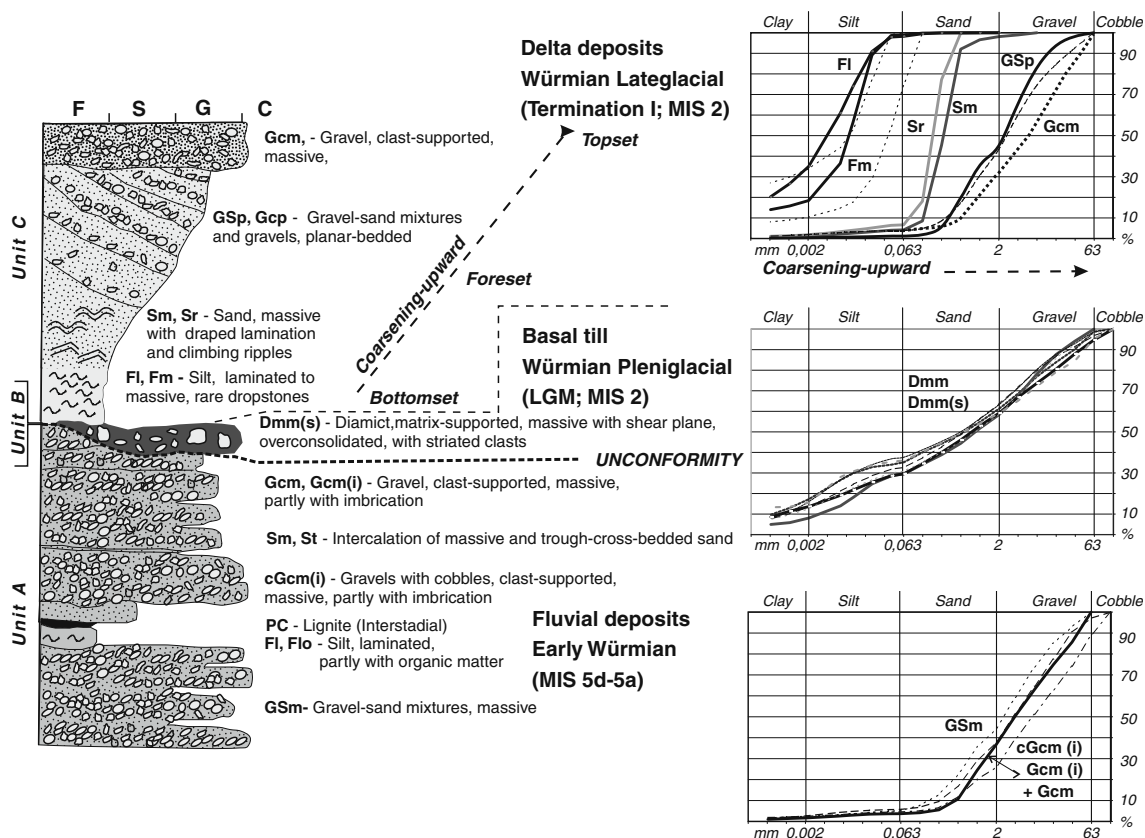 F S G C
Unit C
Unit B
Unit A
Gcm, - Gravel, clast-supported,
massive,
GSp, Gcp - Gravel-sand mixtures
and gravels, planar-bedded
Sm, Sr - Sand, massive
with draped lamination
and climbing ripples
Fl, Fm - Silt, laminated to
massive, rare dropstones
Dmm(s) - Diamict,matrix-supported, massive with shear plane,
overconsolidated, with striated clasts
UNCONFORMITY
Gcm, Gcm(i) - Gravel, clast-supported, massive,
partly with imbrication
Sm, St - Intercalation of massive and trough-cross-bedded sand
cGcm(i) - Gravels with cobbles, clast-supported,
massive, partly with imbrication
PC - Lignite (Interstadial)
Fl, Flo - Silt, laminated,
partly with organic matter
GSm- Gravel-sand mixtures, massive
Delta deposits
Würmian Lateglacial
(Termination I; MIS 2)
Topset
Coarsening-upward
Foreset
Bottomset
Basal till
Würmian Pleniglacial
(LGM; MIS 2)
Fluvial deposits
Early Würmian
(MIS 5d-5a)
Clay Silt Sand Gravel Cobble
90
70
50
30
10
%
Fl
Fm
Sr
Sm
GSp
Gcm
mm 0,002 0,063 2 63
Coarsening-upward
Clay Silt Sand Gravel Cobble
90
70
50
30
10
%
Dmm
Dmm(s)
mm 0,002 0,063 2 63
Clay Silt Sand Gravel Cobble
90
70
50
30
10
%
GSm
cGcm (i)
Gcm (i)
+ Gcm
mm 0.002 0.063 2 63